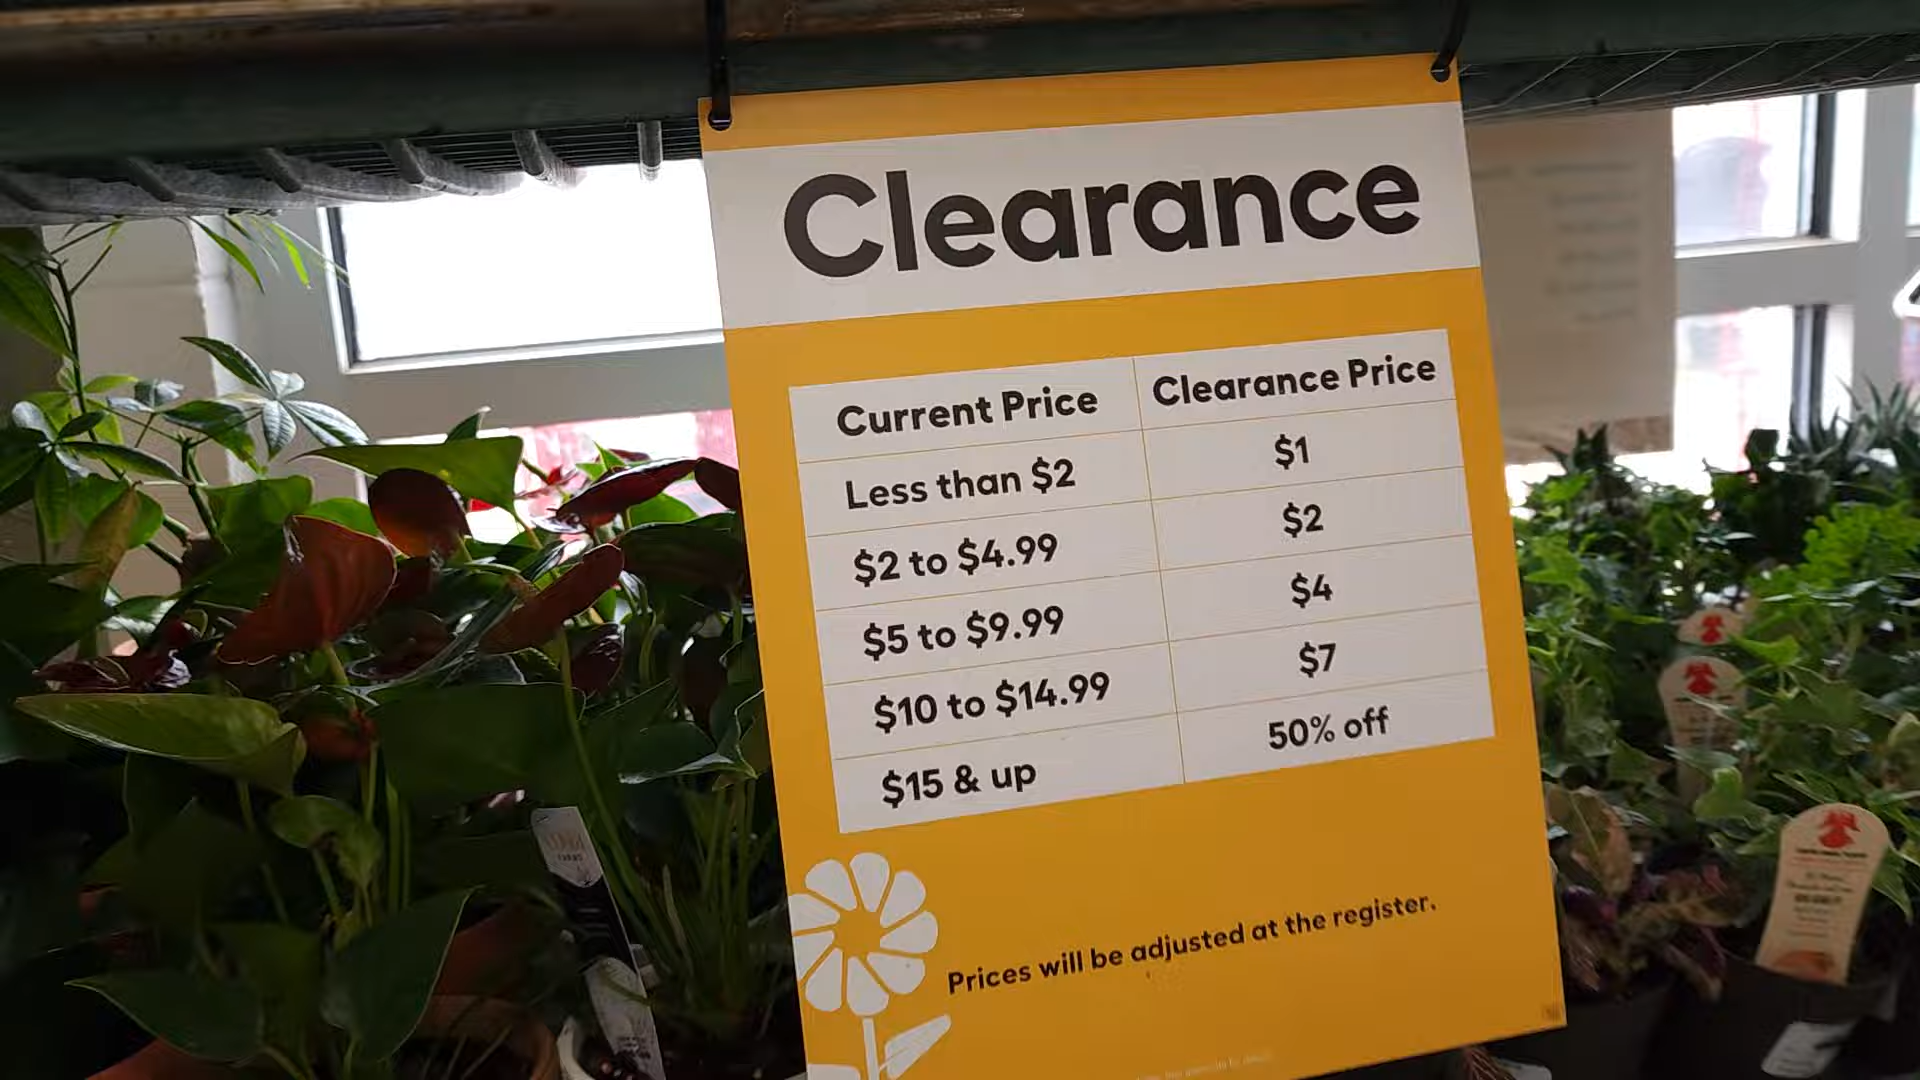 Clearance
Current Price Clearance Price
Less than $2 $1
$2 to $4.99 $2
$5 to $9.99 $4
$10 to $14.99 $7
$15 & up 50% off
Prices will be adjusted at the register.